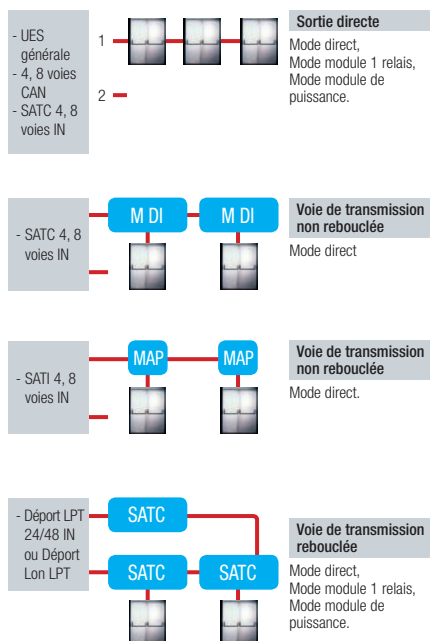 - UES
générale
- 4, 8 voies
CAN
- SATC 4, 8
voies IN
1
2
Sortie directe
Mode direct,
Mode module 1 relais,
Mode module de
puissance.
- SATC 4, 8
voies IN
M DI
M DI
Voie de transmission
non rebouclée
Mode direct
- SATI 4, 8
voies IN
MAP
MAP
Voie de transmission
non rebouclée
Mode direct.
- Déport LPT
24/48 IN
ou Déport
Lon LPT
SATC
SATC
SATC
Voie de transmission
rebouclée
Mode direct,
Mode module 1 relais,
Mode module de
puissance.